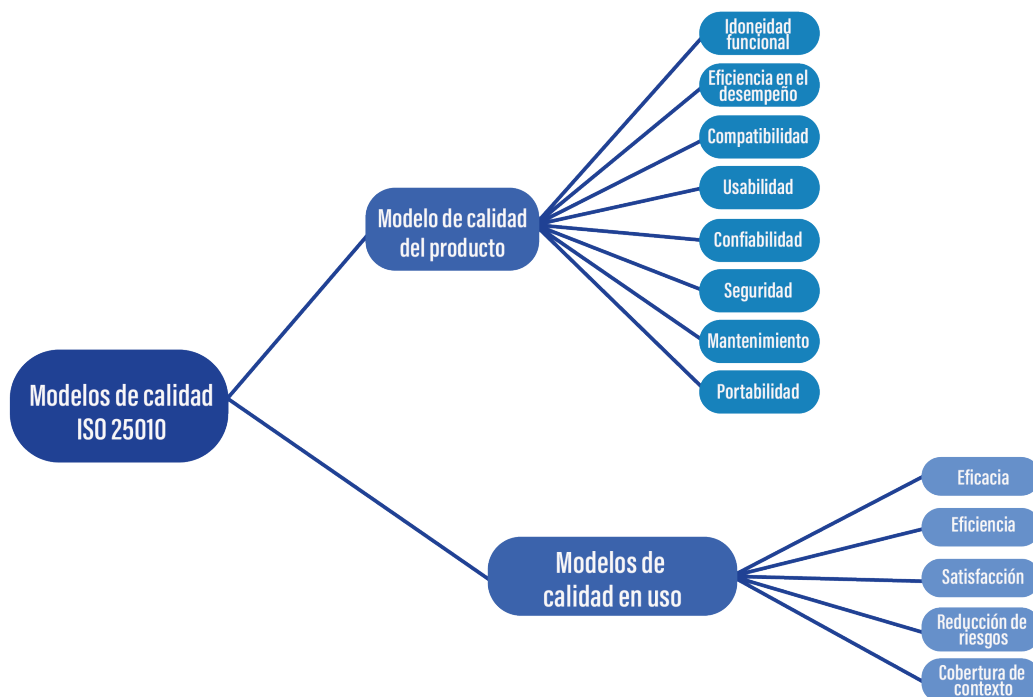 Modelos de calidad
ISO 25010
Modelo de calidad
del producto
Idoneidad
funcional
Eficiencia en el
desempeño
Compatibilidad
Usabilidad
Confiabilidad
Seguridad
Mantenimiento
Portabilidad
Modelos de
calidad en uso
Eficacia
Eficiencia
Satisfacción
Reducción de
riesgos
Cobertura de
contexto